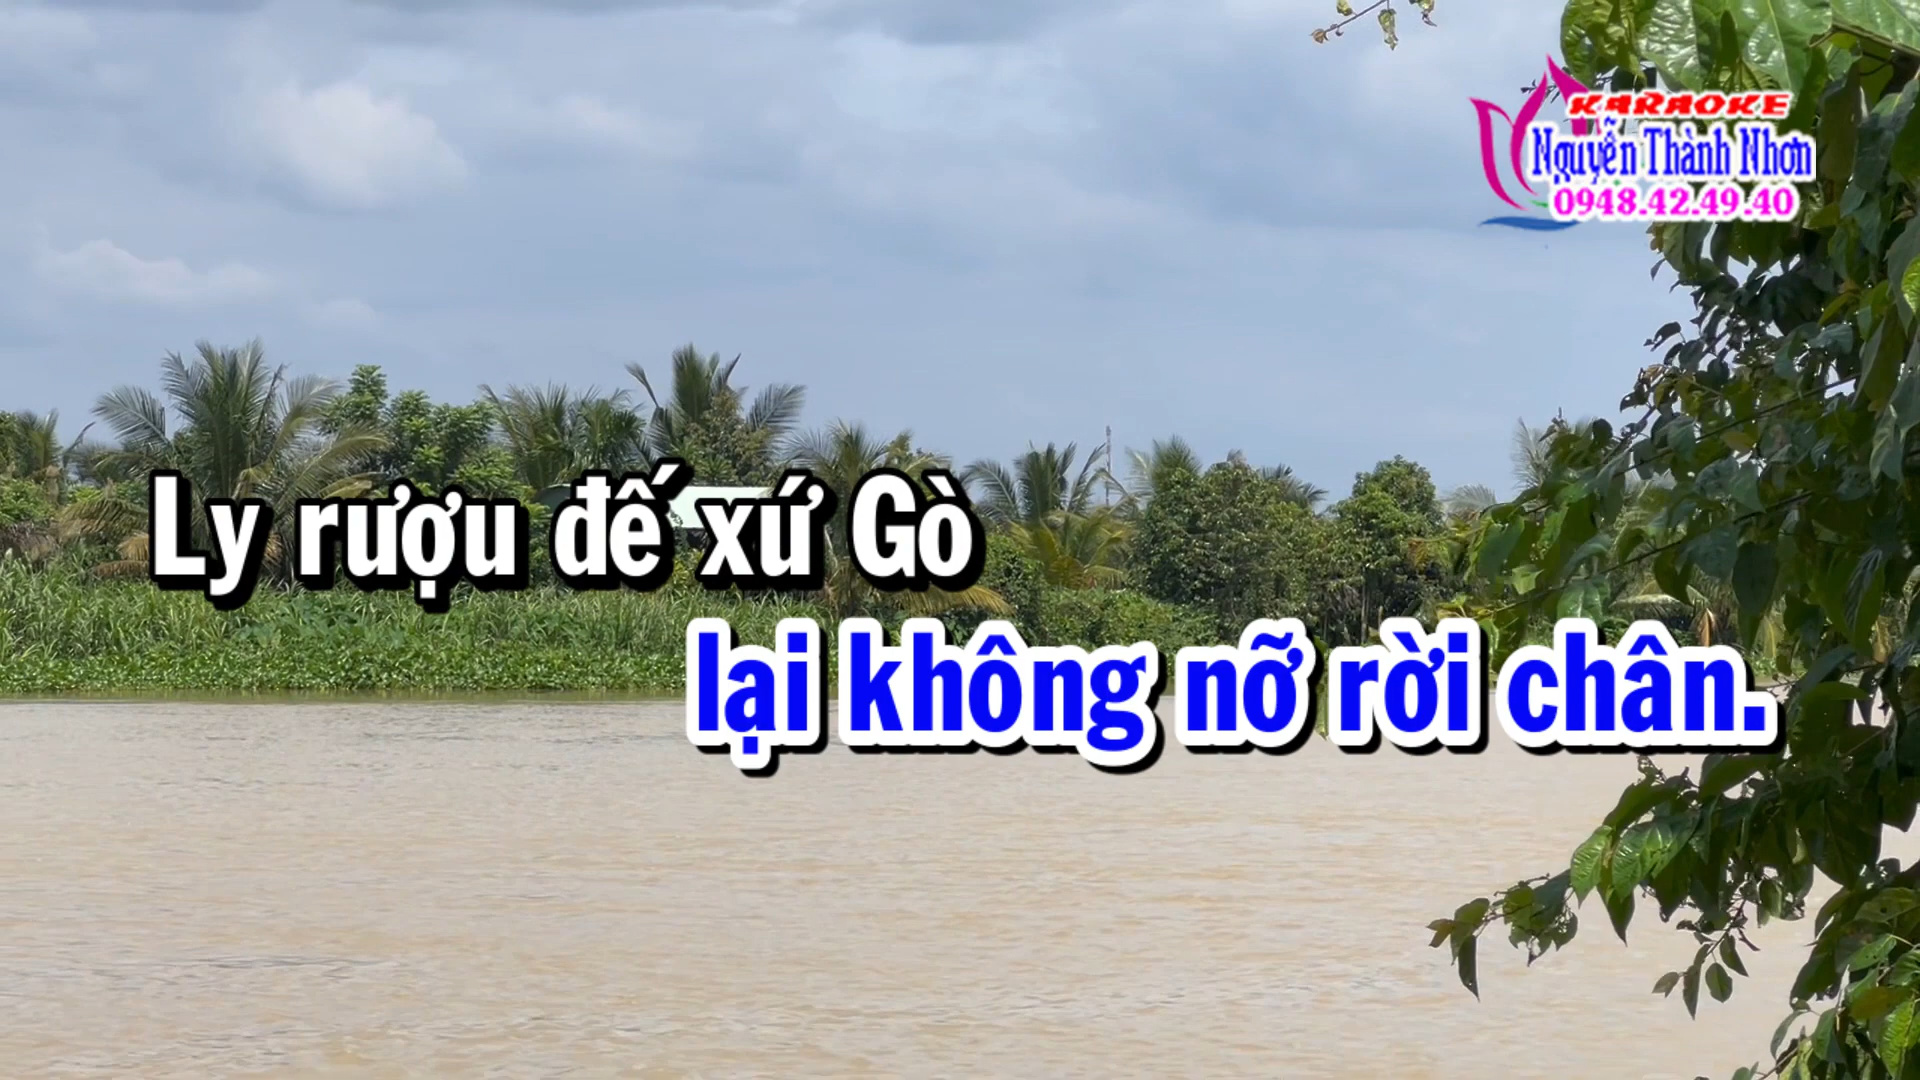 KARAOKE
Nguyễn Thành Nhơn
0948.42.49.40
Ly rượu đế xứ Gò
lại không nỡ rời chân.